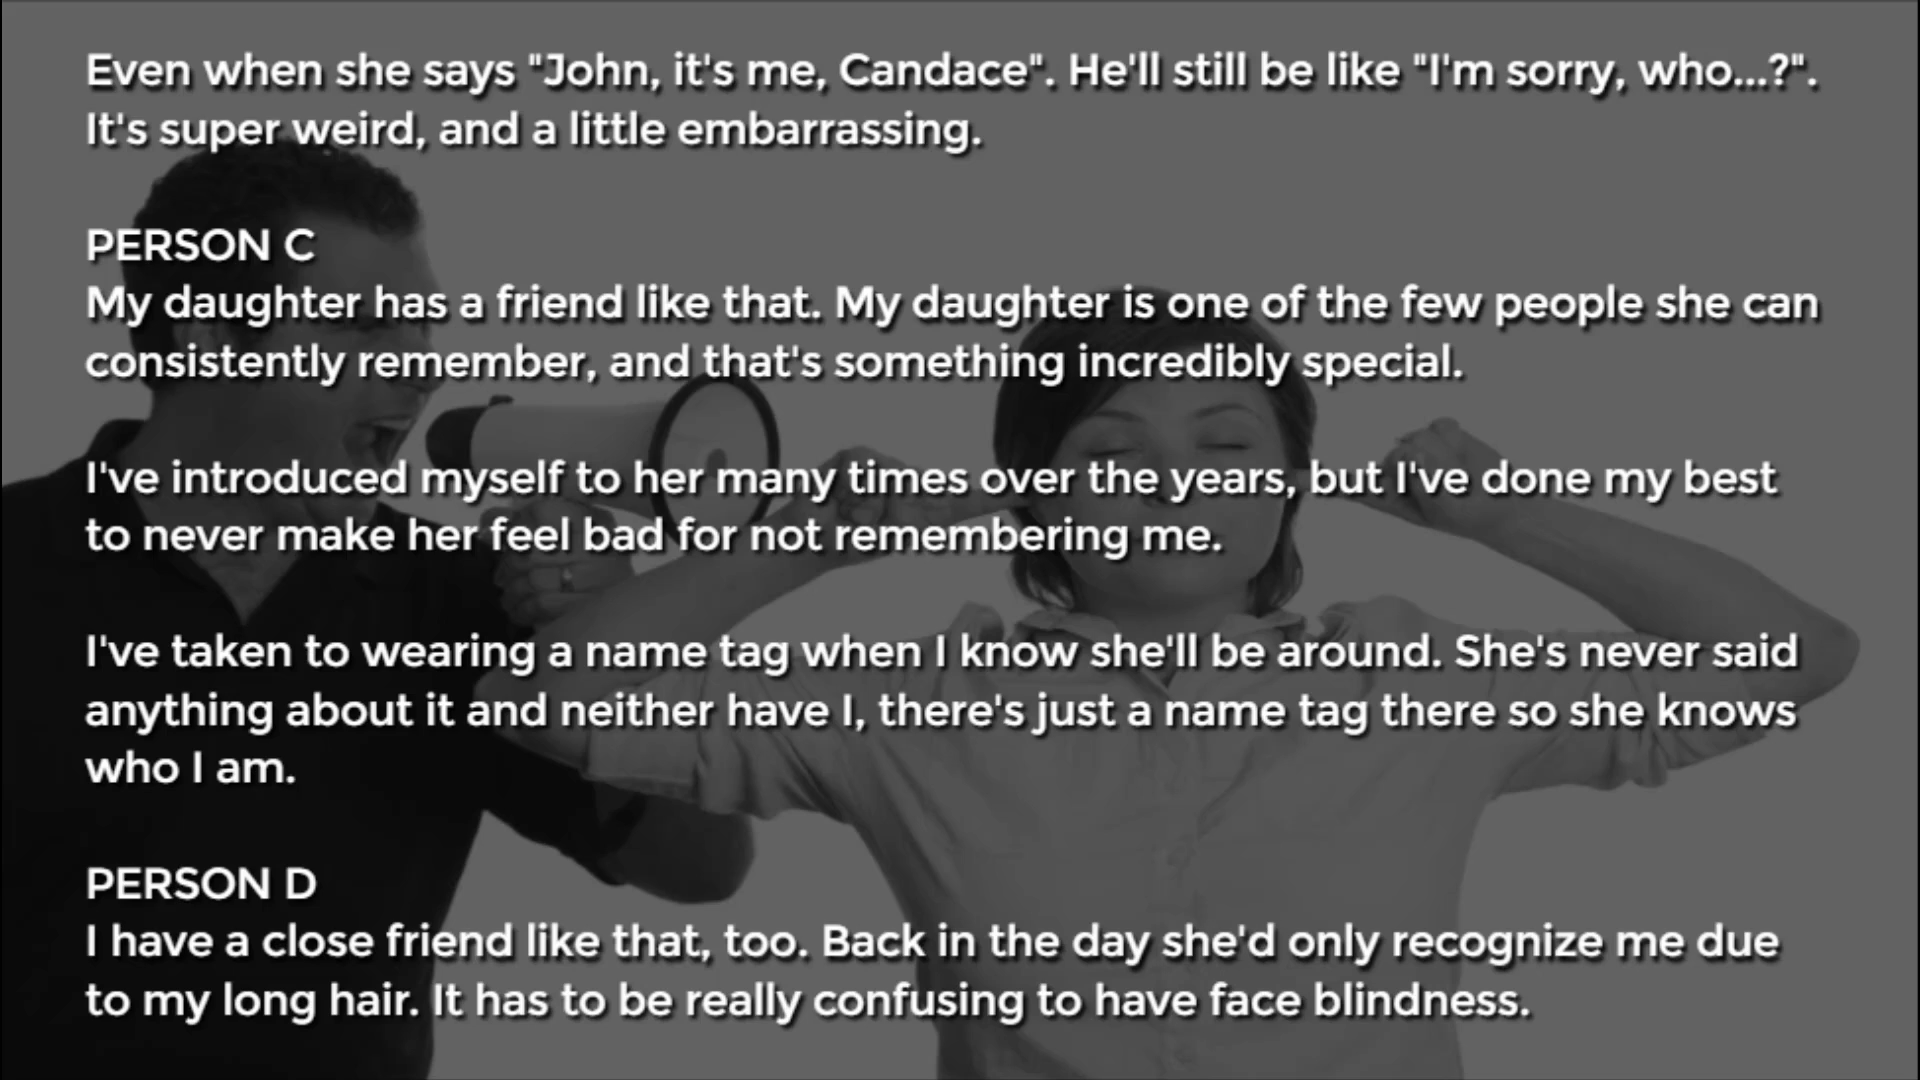 Even when she says "John, it's me, Candace". He'll still be like "I'm sorry, who...?".
It's super weird, and a little embarrassing.
PERSON C
My daughter has a friend like that. My daughter is one of the few people she can
consistently remember, and that's something incredibly special.
I've introduced myself to her many times over the years, but I've done my best
to never make her feel bad for not remembering me.
I've taken to wearing a name tag when I know she'll be around. She's never said
anything about it and neither have I, there's just a name tag there so she knows
who I am.
PERSON D
I have a close friend like that, too. Back in the day she'd only recognize me due
to my long hair. It has to be really confusing to have face blindness.